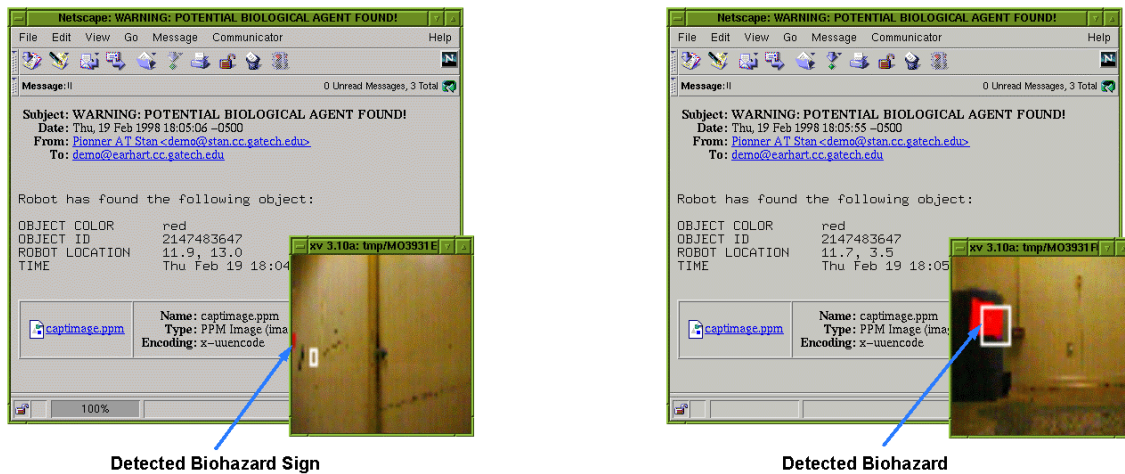 Netscape: WARNING: POTENTIAL BIOLOGICAL AGENT FOUND!
File Edit View Go Message Communicator Help
Message: II 0 Unread Messages, 3 Total
Subject: WARNING: POTENTIAL BIOLOGICAL AGENT FOUND!
Date: Thu, 19 Feb 1998 18:05:06 –0500
From: Pionner AT Stan <demo@stan.cc.gatech.edu>
To: demo@earhart.cc.gatech.edu
Robot has found the following object:
OBJECT COLOR red
OBJECT ID 2147483647
ROBOT LOCATION 11.9, 13.0
TIME Thu Feb 19 18:04
xv 3.10a: tmp/MO3931E
captimage.ppm
Name: captimage.ppm
Type: PPM Image (ima
Encoding: x–uuencode
100%
Detected Biohazard Sign
Netscape: WARNING: POTENTIAL BIOLOGICAL AGENT FOUND!
File Edit View Go Message Communicator Help
Message: II 0 Unread Messages, 3 Total
Subject: WARNING: POTENTIAL BIOLOGICAL AGENT FOUND!
Date: Thu, 19 Feb 1998 18:05:55 –0500
From: Pionner AT Stan <demo@stan.cc.gatech.edu>
To: demo@earhart.cc.gatech.edu
Robot has found the following object:
OBJECT COLOR red
OBJECT ID 2147483647
ROBOT LOCATION 11.7, 3.5
TIME Thu Feb 19 18:05
xv 3.10a: tmp/MO3931F
captimage.ppm
Name: captimage.ppm
Type: PPM Image (imag
Encoding: x–uuencode
Detected Biohazard